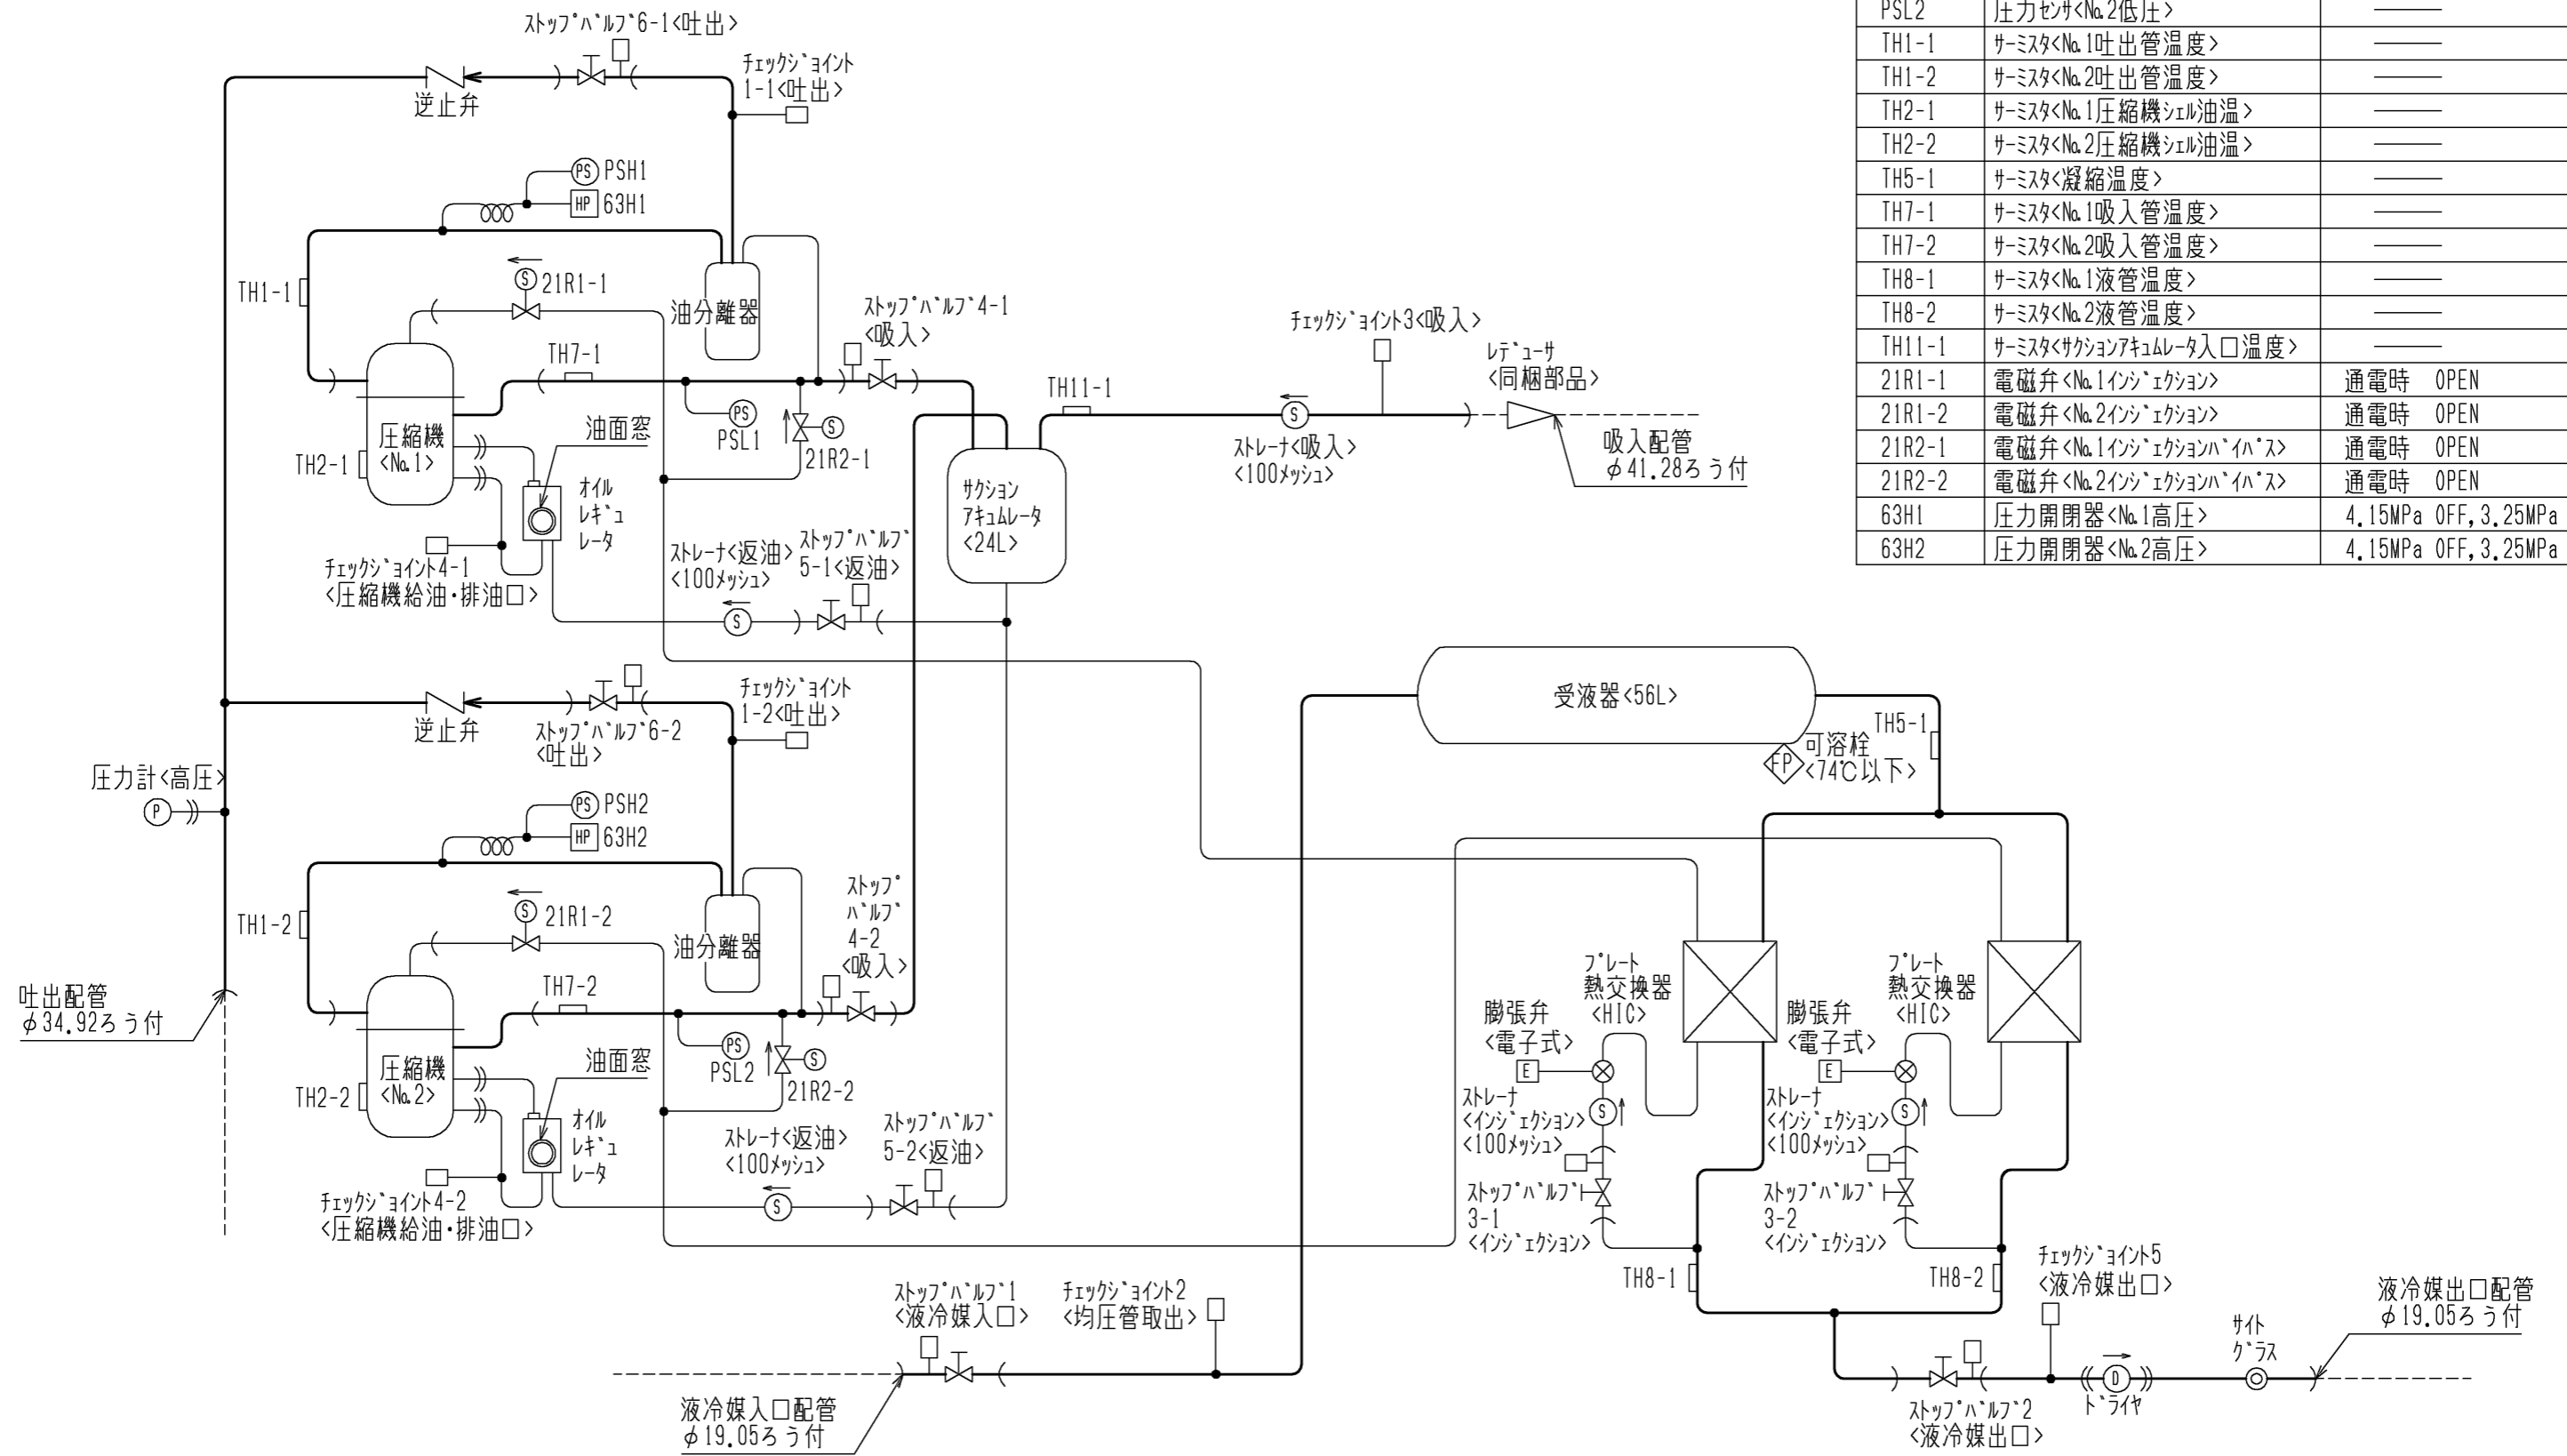 ストップバルブ6-1<吐出>
チェックジョイント
1-1<吐出>
逆止弁
PS PSH1
HP 63H1
TH1-1
S 21R1-1
油分離器
ストップバルブ4-1
<吸入>
チェックジョイント3<吸入>
レデューサ
<同梱部品>
TH7-1
TH11-1
PS
PSL1
S
21R2-1
S
ストレーナ<吸入>
<100メッシュ>
吸入配管
φ41.28ろう付
圧縮機
<No.1>
TH2-1
油面窓
オイル
レギュ
レータ
サクション
アキュムレータ
<24L>
チェックジョイント4-1
<圧縮機給油・排油口>
ストレーナ<返油>
<100メッシュ>
S
ストップバルブ
5-1<返油>
PSL2 圧力センサ<No.2低圧> ―
TH1-1 サーミスタ<No.1吐出管温度> ―
TH1-2 サーミスタ<No.2吐出管温度> ―
TH2-1 サーミスタ<No.1圧縮機シェル油温> ―
TH2-2 サーミスタ<No.2圧縮機シェル油温> ―
TH5-1 サーミスタ<凝縮温度> ―
TH7-1 サーミスタ<No.1吸入管温度> ―
TH7-2 サーミスタ<No.2吸入管温度> ―
TH8-1 サーミスタ<No.1液管温度> ―
TH8-2 サーミスタ<No.2液管温度> ―
TH11-1 サーミスタ<サクションアキュムレータ入口温度> ―
21R1-1 電磁弁<No.1インジェクション> 通電時 OPEN
21R1-2 電磁弁<No.2インジェクション> 通電時 OPEN
21R2-1 電磁弁<No.1インジェクションバイパス> 通電時 OPEN
21R2-2 電磁弁<No.2インジェクションバイパス> 通電時 OPEN
63H1 圧力開閉器<No.1高圧> 4.15MPa OFF,3.25MPa
63H2 圧力開閉器<No.2高圧> 4.15MPa OFF,3.25MPa
逆止弁
ストップバルブ6-2
<吐出>
チェックジョイント
1-2<吐出>
圧力計<高圧>
P
PS PSH2
HP 63H2
TH1-2
S 21R1-2
油分離器
ストップ
バルブ
4-2
<吸入>
吐出配管
φ34.92ろう付
TH7-2
PS
PSL2
S
21R2-2
圧縮機
<No.2>
TH2-2
油面窓
オイル
レギュ
レータ
チェックジョイント4-2
<圧縮機給油・排油口>
ストレーナ<返油>
<100メッシュ>
S
ストップバルブ
5-2<返油>
受液器<56L>
FP
可溶栓
<74℃以下>
TH5-1
プレート
熱交換器
<HIC>
膨張弁
<電子式>
E
ストレーナ
<インジェクション>
<100メッシュ>
S
ストップバルブ
3-1
<インジェクション>
TH8-1
プレート
熱交換器
<HIC>
膨張弁
<電子式>
E
ストレーナ
<インジェクション>
<100メッシュ>
S
ストップバルブ
3-2
<インジェクション>
TH8-2
ストップバルブ1
<液冷媒入口>
チェックジョイント2
<均圧管取出>
液冷媒入口配管
φ19.05ろう付
チェックジョイント5
<液冷媒出口>
ストップバルブ2
<液冷媒出口>
D
ドライヤ
サイト
グラス
液冷媒出口配管
φ19.05ろう付